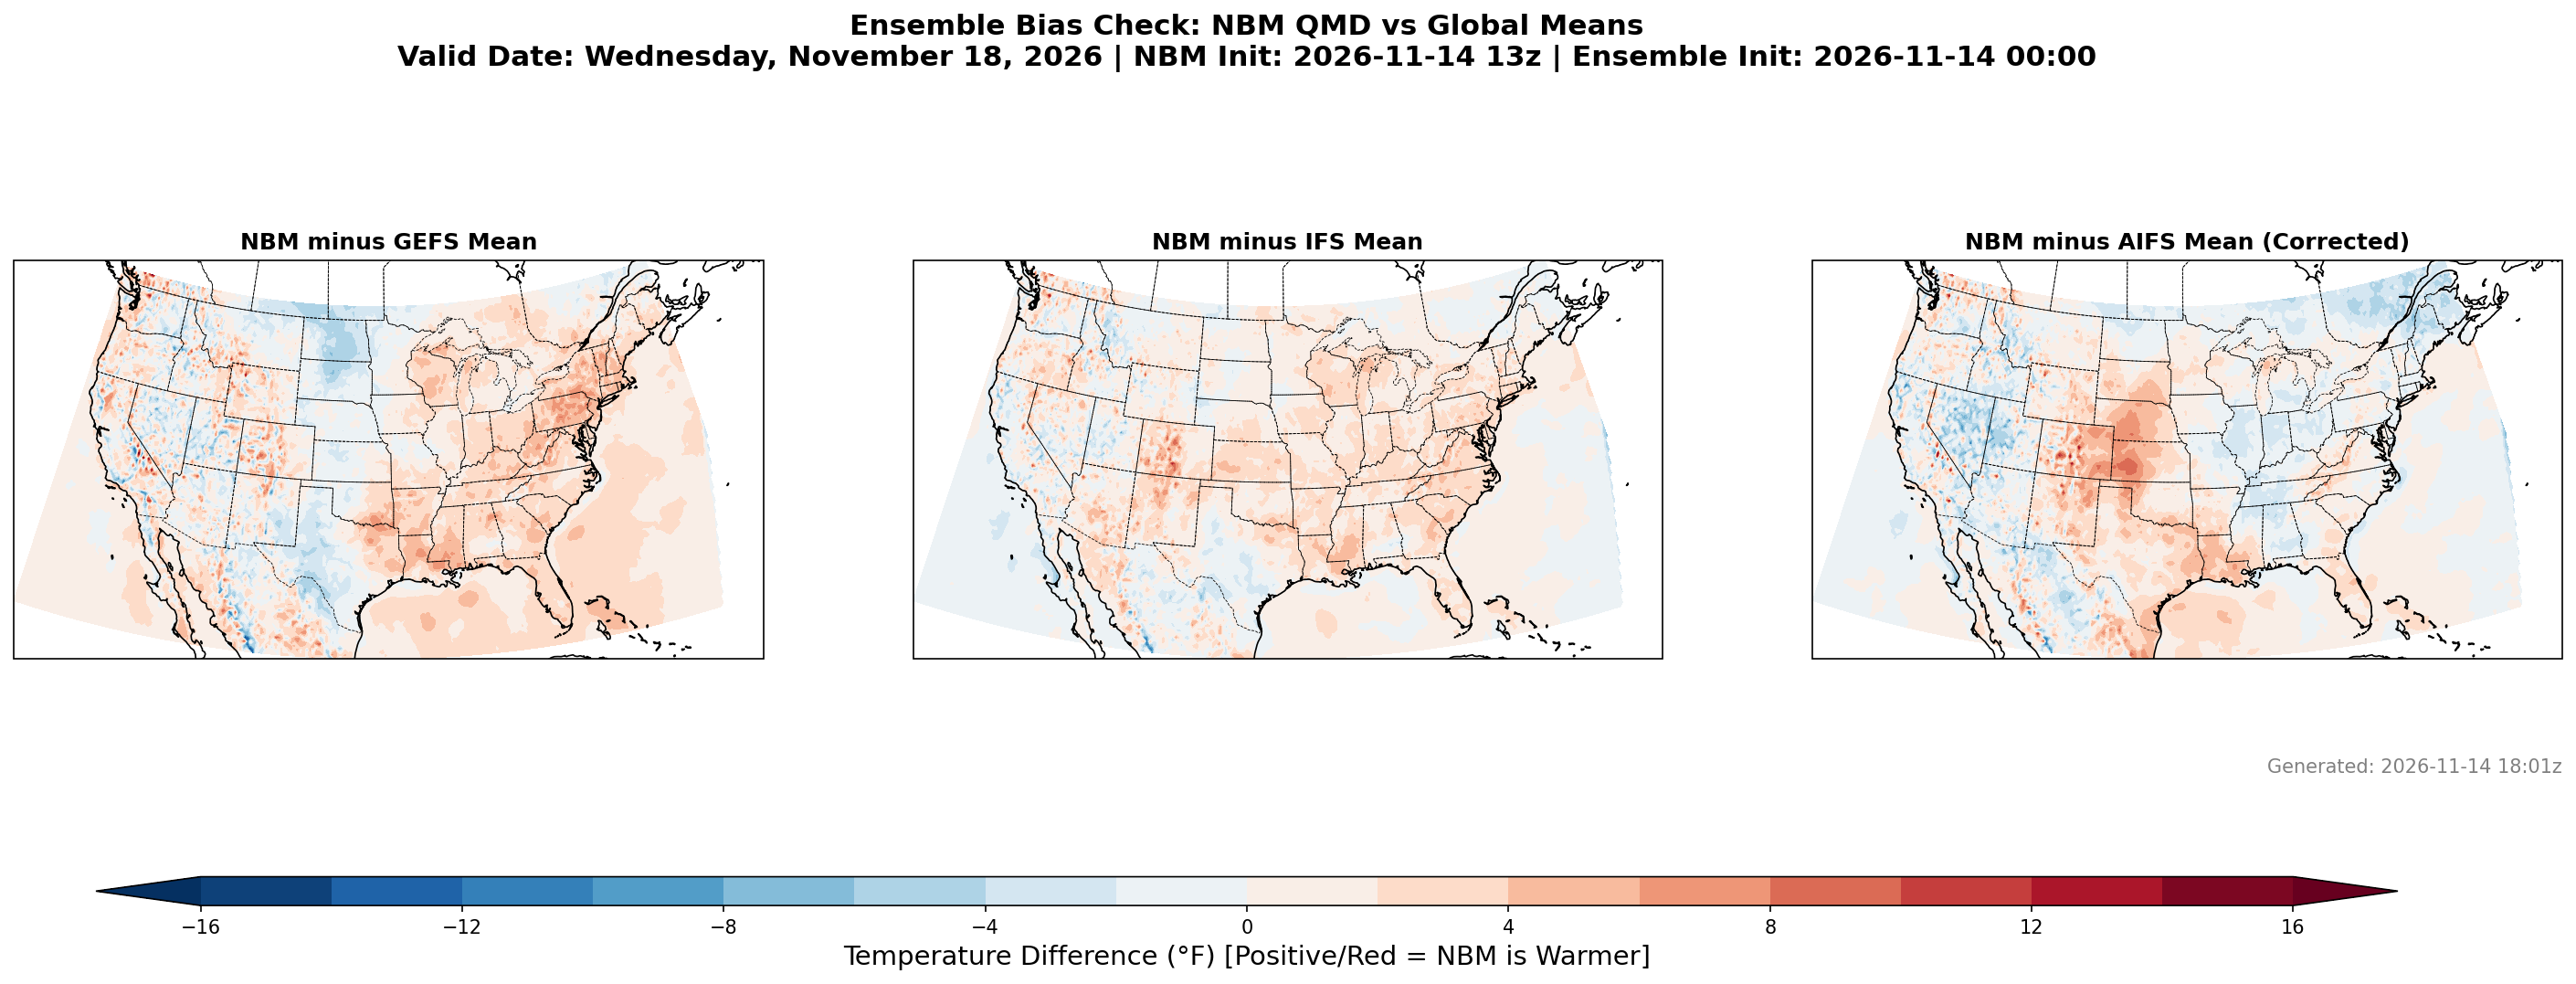 Ensemble Bias Check: NBM QMD vs Global Means
Valid Date: Wednesday, November 18, 2026 | NBM Init: 2026-11-14 13z | Ensemble Init: 2026-11-14 00:00
NBM minus GEFS Mean
NBM minus IFS Mean
NBM minus AIFS Mean (Corrected)
Generated: 2026-11-14 18:01z
−16 −12 −8 −4 0 4 8 12 16
Temperature Difference (°F) [Positive/Red = NBM is Warmer]